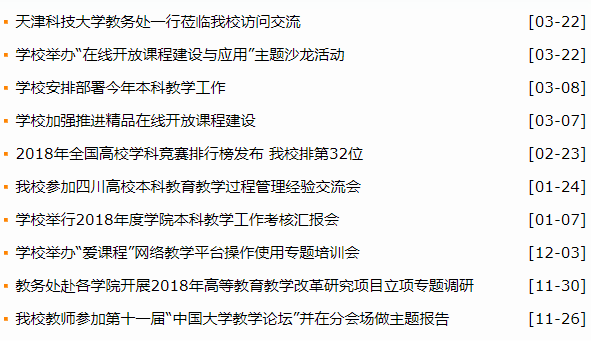 天津科技大学教务处一行莅临我校访问交流 [03-22]
学校举办“在线开放课程建设与应用”主题沙龙活动 [03-22]
学校安排部署今年本科教学工作 [03-08]
学校加强推进精品在线开放课程建设 [03-07]
2018年全国高校学科竞赛排行榜发布 我校排第32位 [02-23]
我校参加四川高校本科教育教学过程管理经验交流会 [01-24]
学校举行2018年度学院本科教学工作考核汇报会 [01-07]
学校举办“爱课程”网络教学平台操作使用专题培训会 [12-03]
教务处赴各学院开展2018年高等教育教学改革研究项目立项专题调研 [11-30]
我校教师参加第十一届“中国大学教学论坛”并在分会场做主题报告 [11-26]